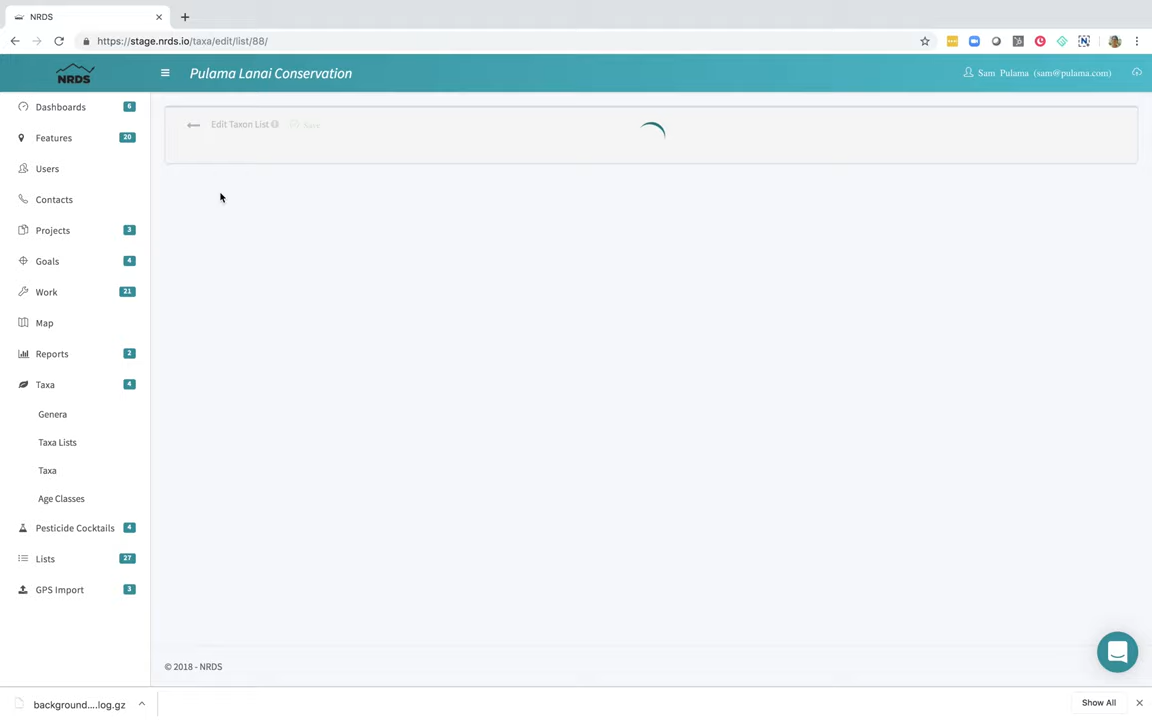 NRDS
https://stage.nrds.io/taxa/edit/list/88/
NRDS
Pulama Lanai Conservation
Sam Pulama (sam@pulama.com)
Dashboards 6
Features 20
Users
Contacts
Projects 3
Goals 4
Work 21
Map
Reports 2
Taxa 4
Genera
Taxa Lists
Taxa
Age Classes
Pesticide Cocktails 4
Lists 27
GPS Import 3
Edit Taxon List Save
© 2018 - NRDS
background....log.gz
Show All